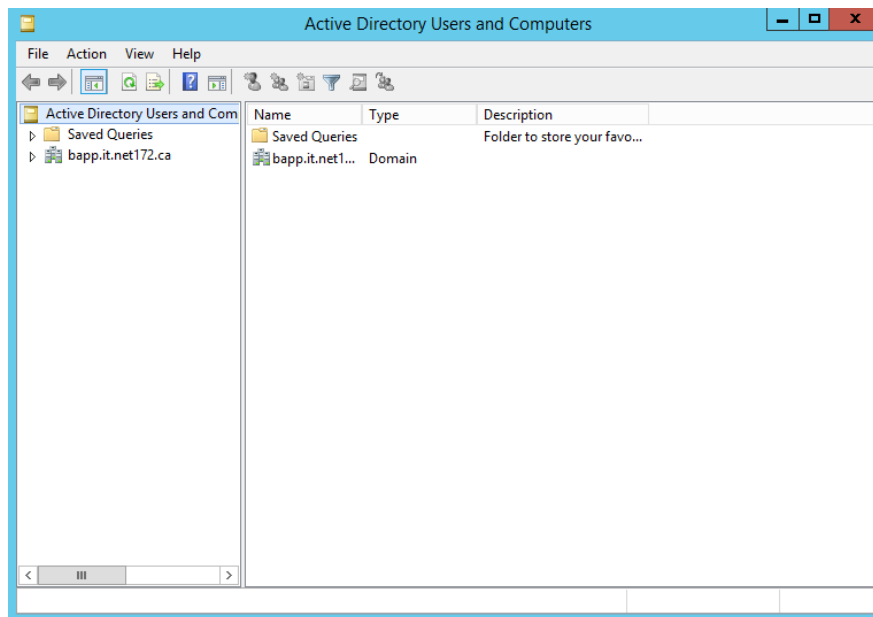 Active Directory Users and Computers
File Action View Help
Active Directory Users and Com
Saved Queries
bapp.it.net172.ca
Name Type Description
Saved Queries Folder to store your favo...
bapp.it.net1... Domain